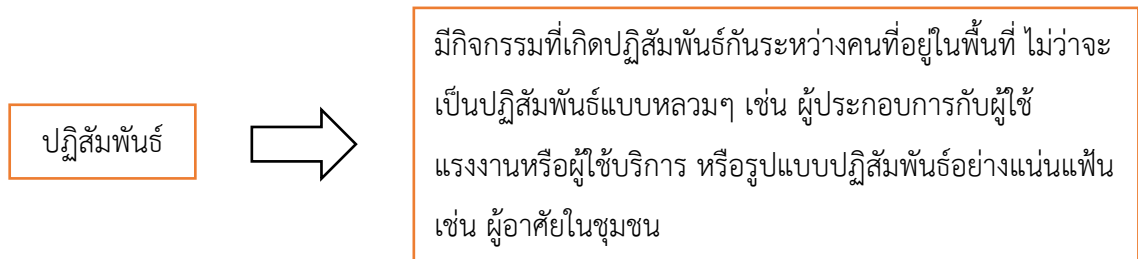 ปฏิสัมพันธ์
มีกิจกรรมที่เกิดปฏิสัมพันธ์กันระหว่างคนที่อยู่ในพื้นที่ ไม่ว่าจะ
เป็นปฏิสัมพันธ์แบบหลวมๆ เช่น ผู้ประกอบการกับผู้ใช้
แรงงานหรือผู้ใช้บริการ หรือรูปแบบปฏิสัมพันธ์อย่างแน่นแฟ้น
เช่น ผู้อาศัยในชุมชน